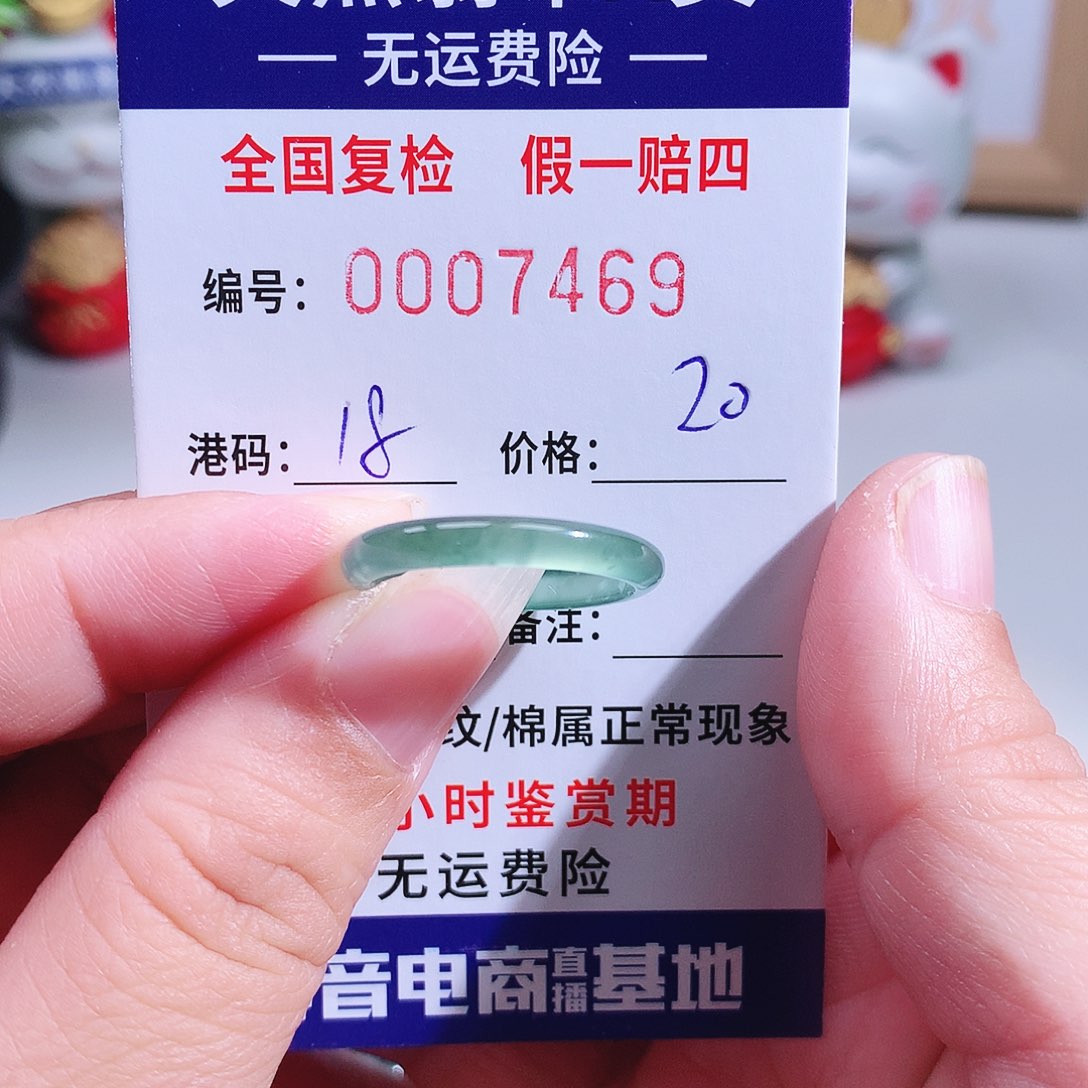 无运费险
全国复检 假一赔四
编号：0007469
港码：18 价格：20
备注：
纹/棉属正常现象
小时鉴赏期
无运费险
音电商直播基地